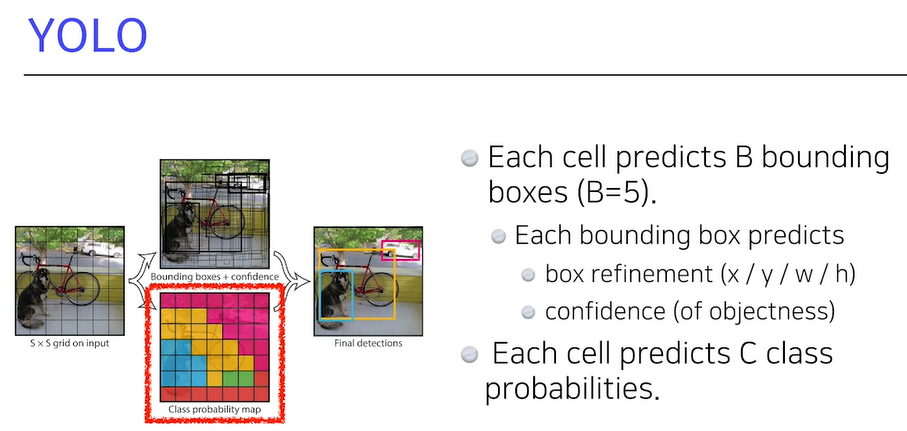 YOLO
Each cell predicts B bounding
boxes (B=5).
Each bounding box predicts
box refinement (x / y / w / h)
confidence (of objectness)
Each cell predicts C class
probabilities.
S × S grid on input
Bounding boxes + confidence
Class probability map
Final detections